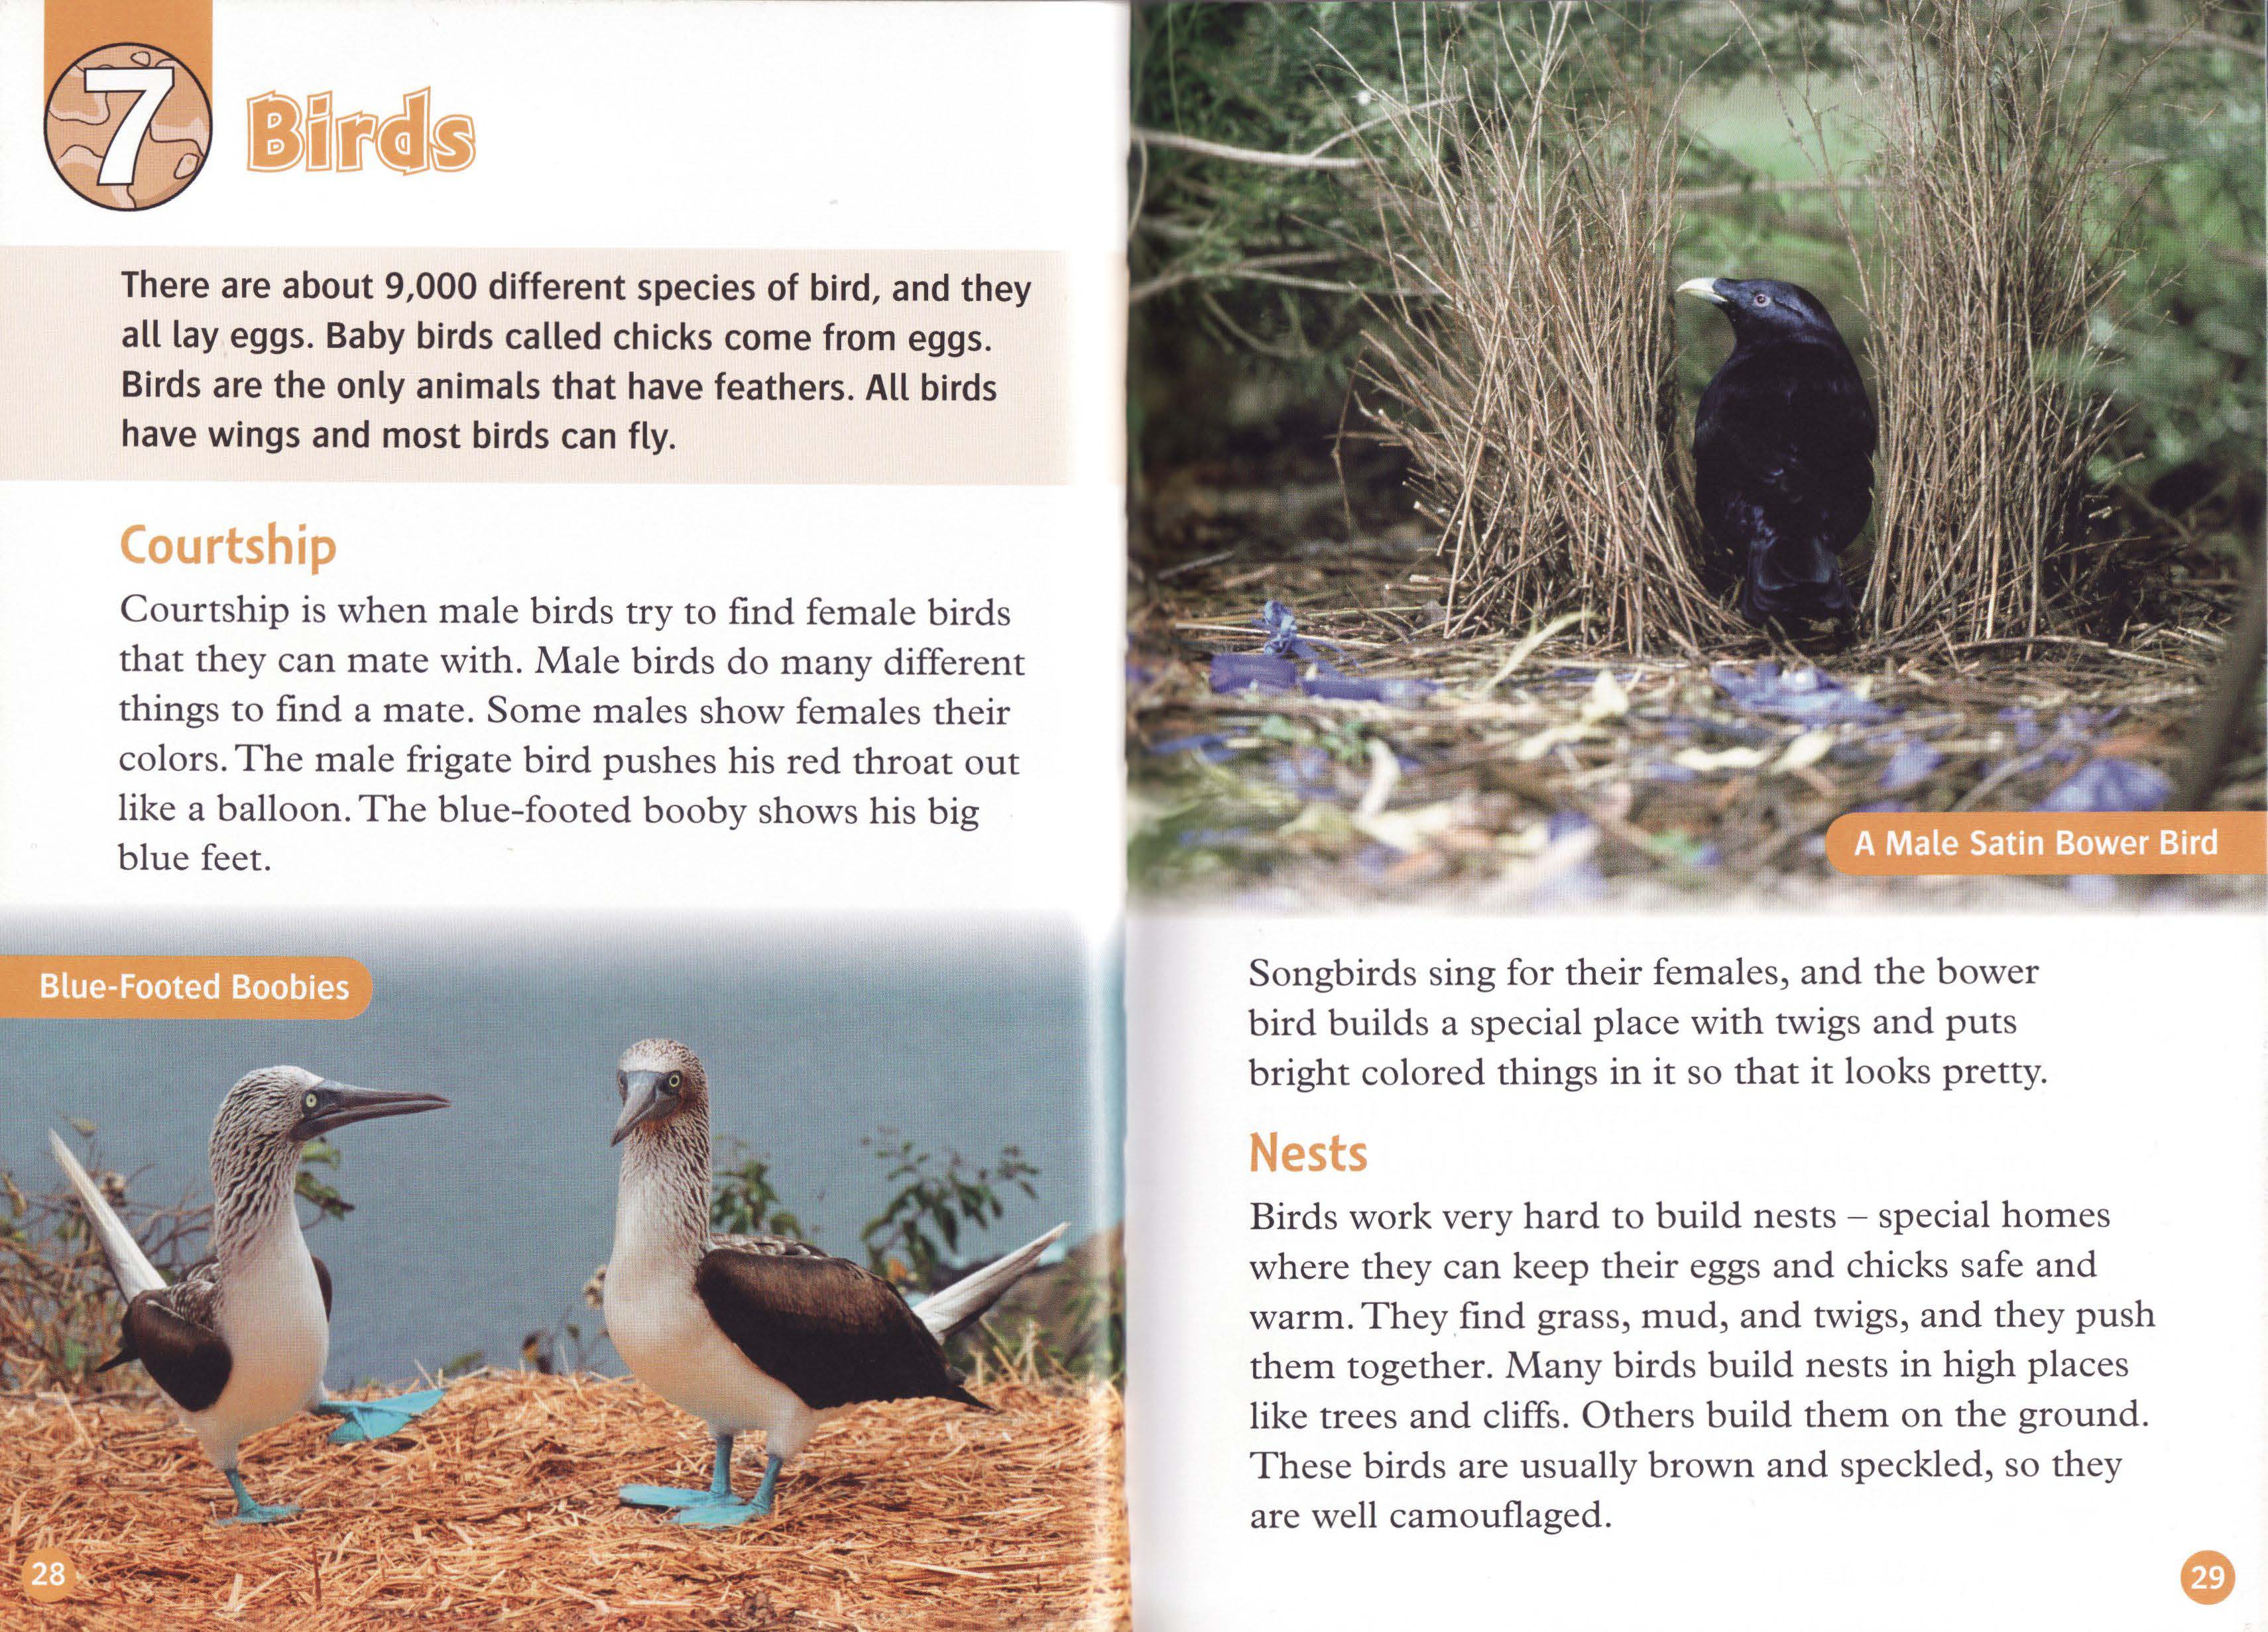 7
Birds
There are about 9,000 different species of bird, and they
all lay eggs. Baby birds called chicks come from eggs.
Birds are the only animals that have feathers. All birds
have wings and most birds can fly.
Courtship
Courtship is when male birds try to find female birds
that they can mate with. Male birds do many different
things to find a mate. Some males show females their
colors. The male frigate bird pushes his red throat out
like a balloon. The blue-footed booby shows his big
blue feet.
Blue-Footed Boobies
28
A Male Satin Bower Bird
Songbirds sing for their females, and the bower
bird builds a special place with twigs and puts
bright colored things in it so that it looks pretty.
Nests
Birds work very hard to build nests – special homes
where they can keep their eggs and chicks safe and
warm. They find grass, mud, and twigs, and they push
them together. Many birds build nests in high places
like trees and cliffs. Others build them on the ground.
These birds are usually brown and speckled, so they
are well camouflaged.
29